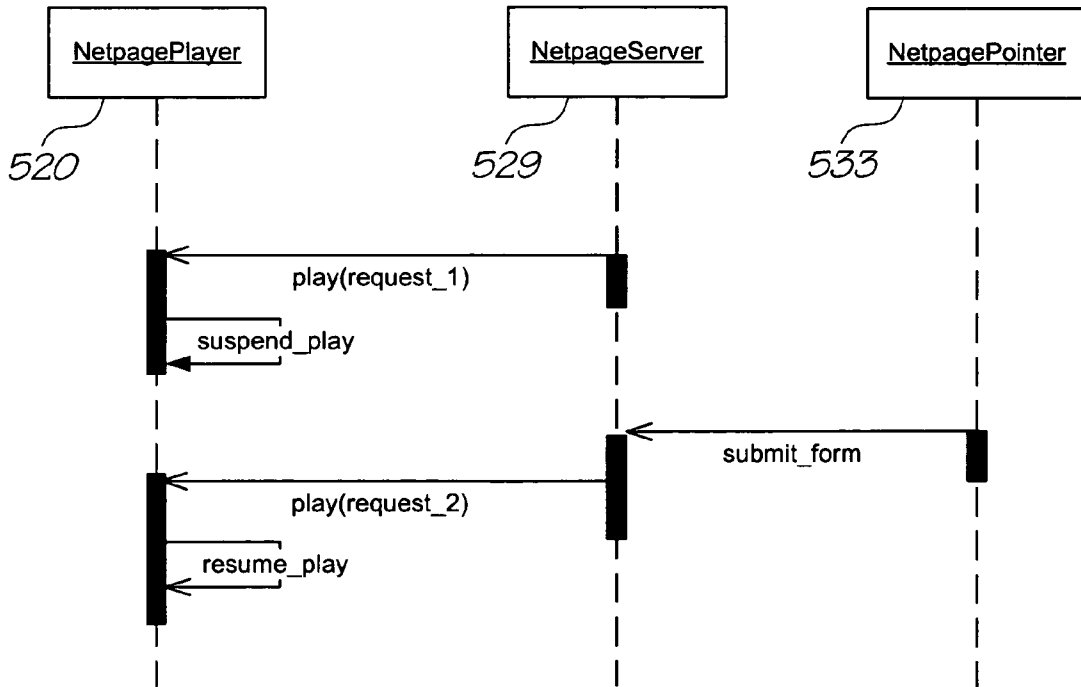 NetpagePlayer
NetpageServer
NetpagePointer
520
529
533
play(request_1)
suspend_play
submit_form
play(request_2)
resume_play